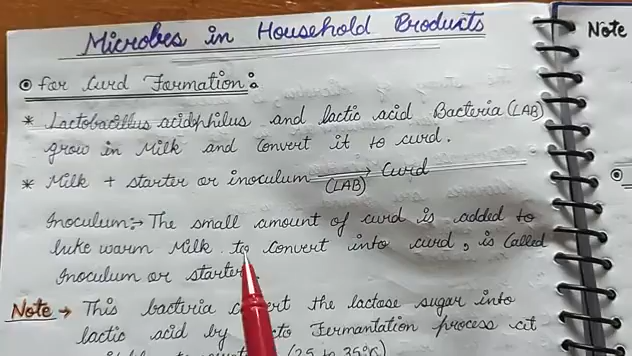 Microbes in Household Products
Note
⊙ For Curd Formation:
* Lactobacillus acidphilus and lactic acid Bacteria (LAB)
grow in Milk and Convert it to curd.
* Milk + starter or inoculum ⟶ Curd
(LAB)
Inoculum:→ The small amount of curd is added to
luke warm Milk to Convert into curd, is Called
Inoculum or starter.
Note → This bacteria the lactose sugar into
lactic acid by Fermantation process at
(25 to 35°C)